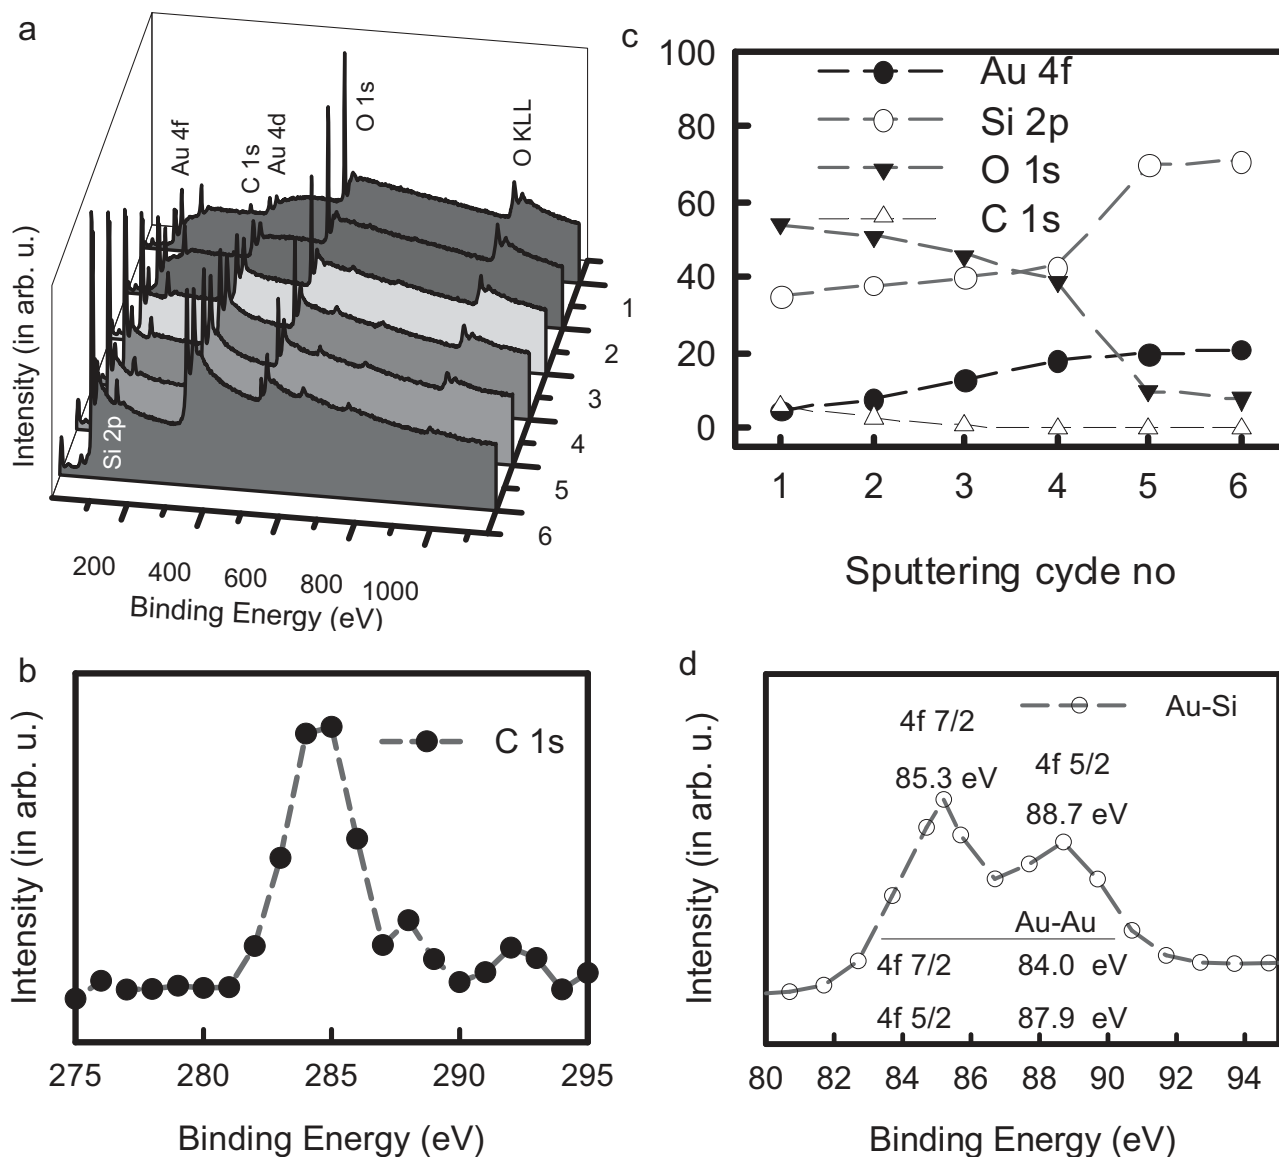 a
Au 4f
C 1s
Au 4d
O 1s
O KLL
Si 2p
Intensity (in arb. u.)
1
2
3
4
5
6
200
400
600
800
1000
Binding Energy (eV)
c
100
80
60
40
20
0
Au 4f
Si 2p
O 1s
C 1s
1 2 3 4 5 6
Sputtering cycle no
b
Intensity (in arb. u.)
C 1s
275 280 285 290 295
Binding Energy (eV)
d
Intensity (in arb. u.)
Au-Si
4f 7/2
85.3 eV
4f 5/2
88.7 eV
Au-Au
4f 7/2 84.0 eV
4f 5/2 87.9 eV
80 82 84 86 88 90 92 94
Binding Energy (eV)